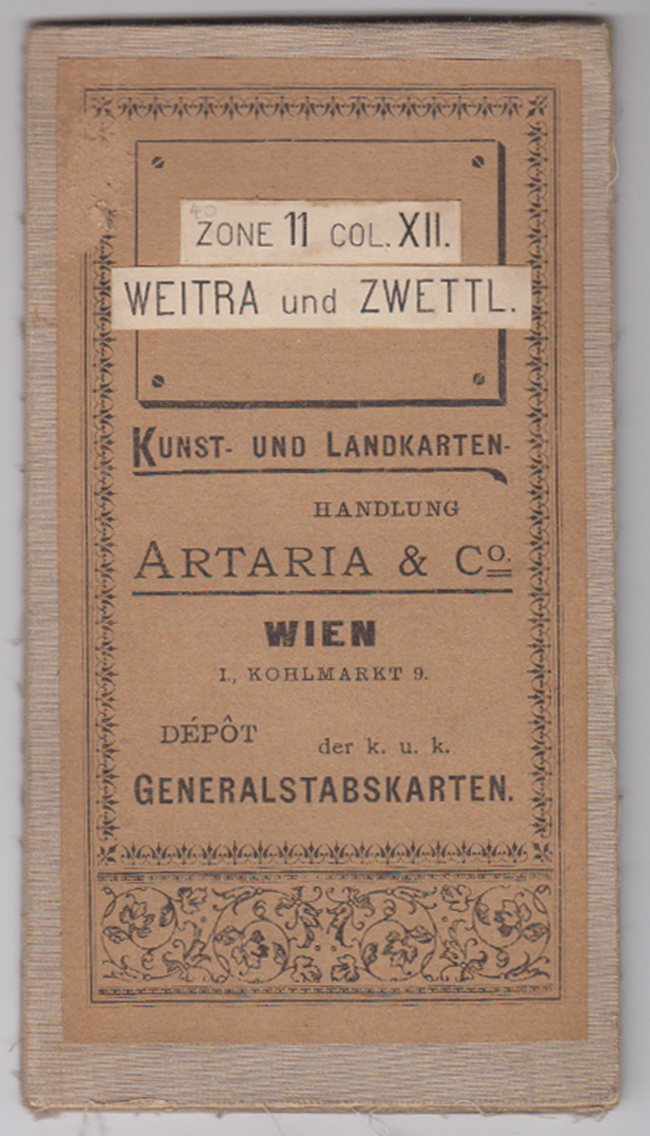 40
ZONE 11 COL. XII.
WEITRA und ZWETTL.
KUNST- UND LANDKARTEN-
HANDLUNG
ARTARIA & Co.
WIEN
I., KOHLMARKT 9.
DÉPÔT der k. u. k.
GENERALSTABSKARTEN.